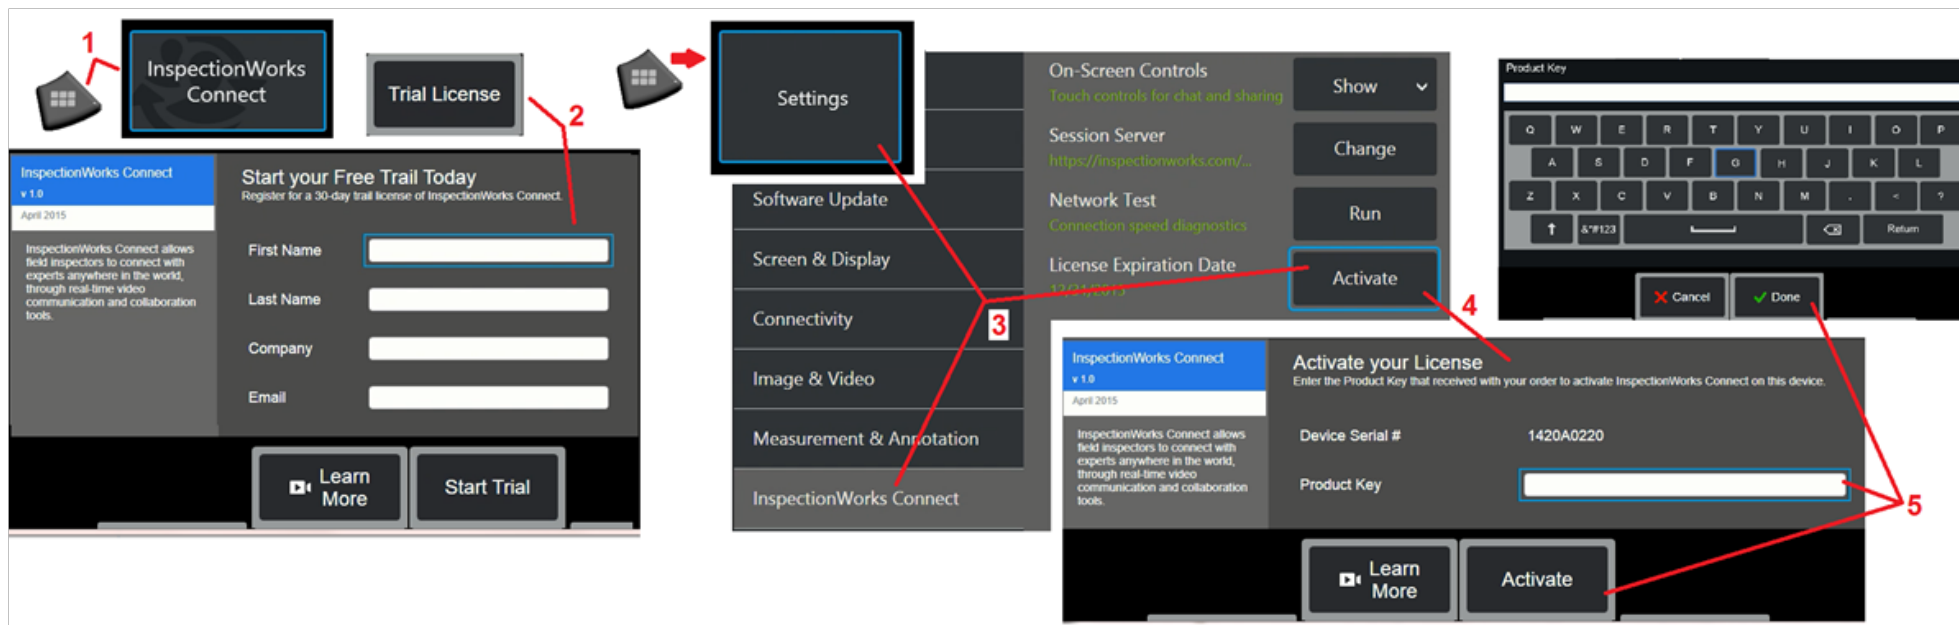 1
InspectionWorks
Connect
Trial License
2
InspectionWorks Connect
v 1.0
April 2015
InspectionWorks Connect allows
field inspectors to connect with
experts anywhere in the world,
through real-time video
communication and collaboration
tools.
Start your Free Trail Today
Register for a 30-day trail license of InspectionWorks Connect.
First Name
Last Name
Company
Email
Learn
More
Start Trial
Settings
Software Update
Screen & Display
Connectivity
Image & Video
Measurement & Annotation
InspectionWorks Connect
3
On-Screen Controls
Touch controls for chat and sharing
Show
Session Server
https://inspectionworks.com/...
Change
Network Test
Connection speed diagnostics
Run
License Expiration Date
12/31/2015
Activate
4
InspectionWorks Connect
v 1.0
April 2015
InspectionWorks Connect allows
field inspectors to connect with
experts anywhere in the world,
through real-time video
communication and collaboration
tools.
Activate your License
Enter the Product Key that received with your order to activate InspectionWorks Connect on this device.
Device Serial # 1420A0220
Product Key
Learn
More
Activate
5
Product Key
Q W E R T Y U I O P
A S D F G H J K L
Z X C V B N M . < ?
&*#123 Return
Cancel Done